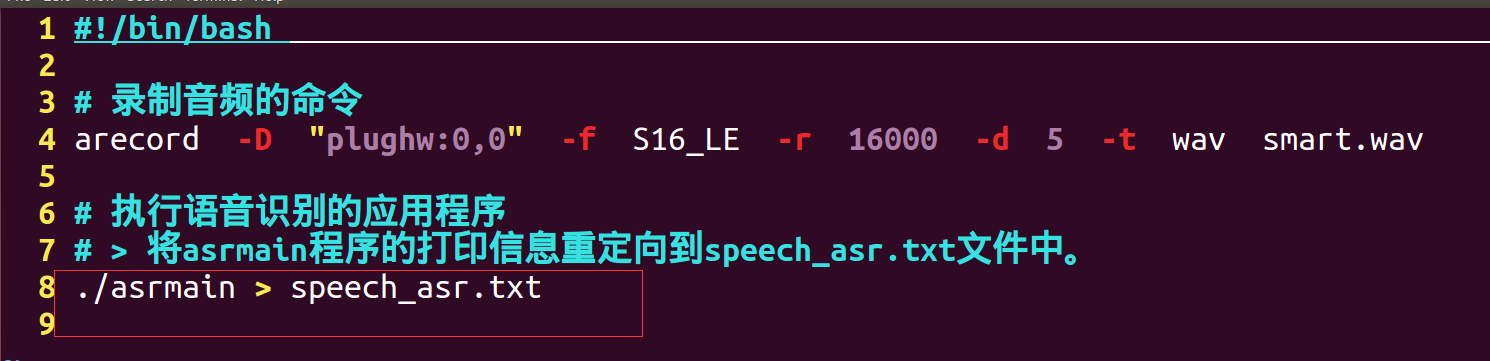 1 #!/bin/bash
2
3 # 录制音频的命令
4 arecord -D "plughw:0,0" -f S16_LE -r 16000 -d 5 -t wav smart.wav
5
6 # 执行语音识别的应用程序
7 # > 将asrmain程序的打印信息重定向到speech_asr.txt文件中。
8 ./asrmain > speech_asr.txt
9